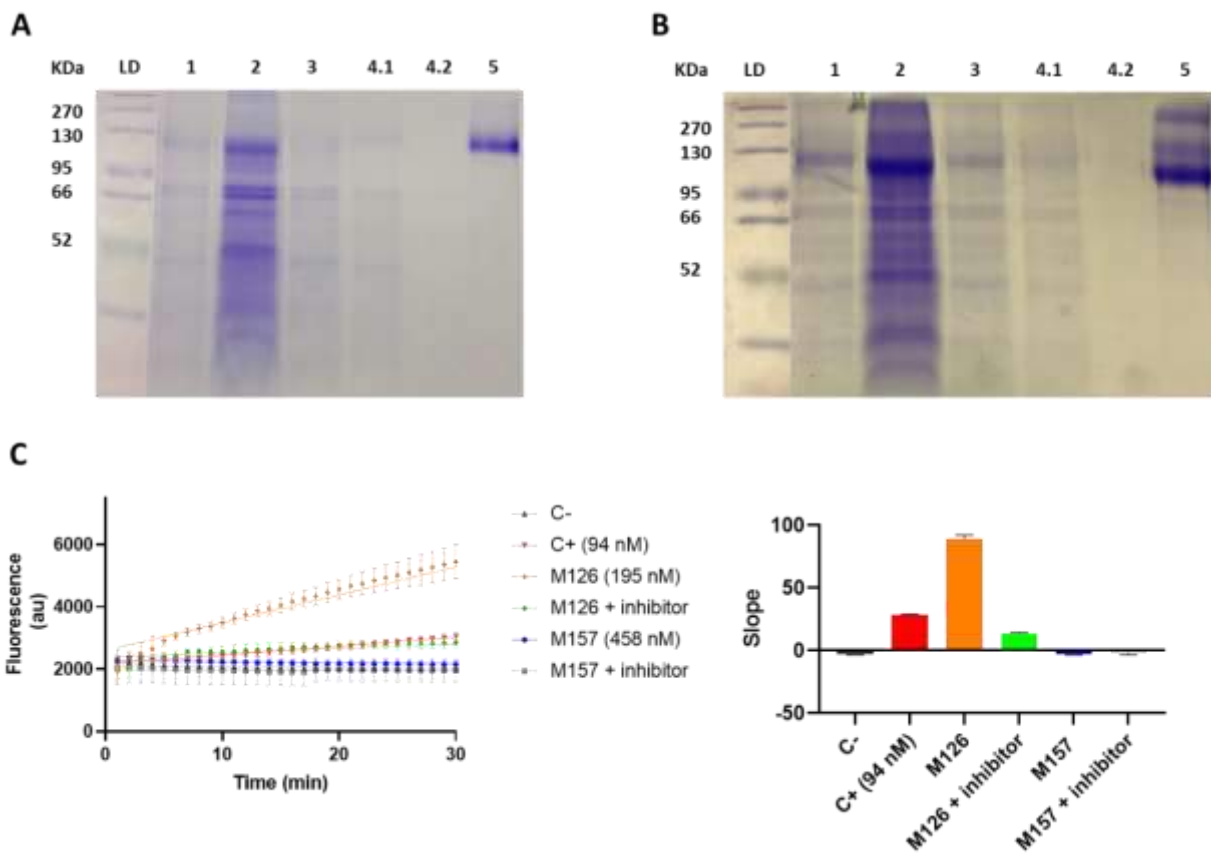 A
KDa LD 1 2 3 4.1 4.2 5
270
130
95
66
52
B
KDa LD 1 2 3 4.1 4.2 5
270
130
95
66
52
C
Fluorescence
(au)
6000
4000
2000
0
0 10 20 30
Time (min)
C-
C+ (94 nM)
M126 (195 nM)
M126 + inhibitor
M157 (458 nM)
M157 + inhibitor
Slope
100
50
0
-50
C-
C+ (94 nM)
M126
M126 + inhibitor
M157
M157 + inhibitor